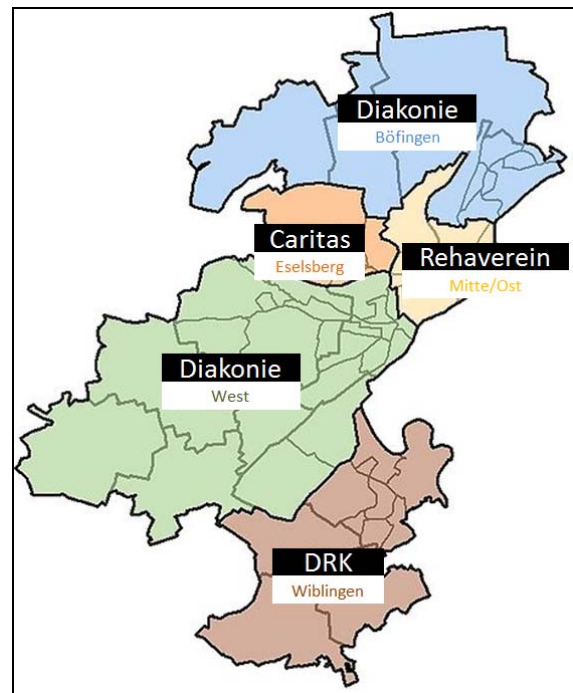 Diakonie
Böfingen
Caritas
Eselsberg
Rehaverein
Mitte/Ost
Diakonie
West
DRK
Wiblingen